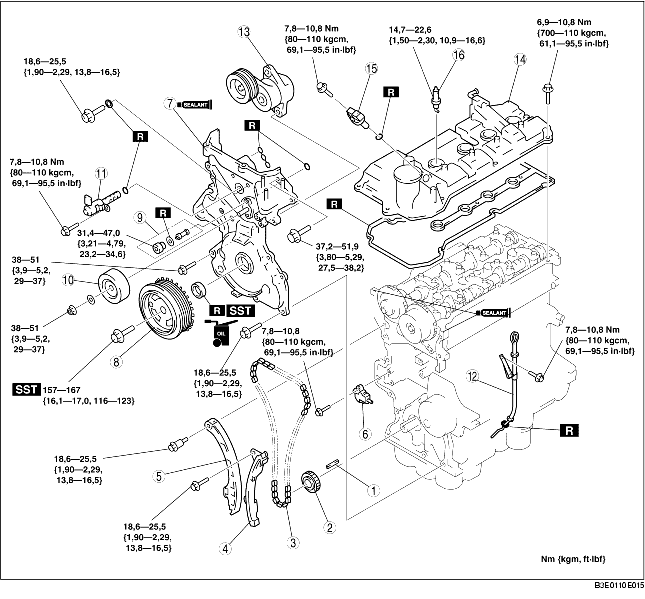 13
7,8—10,8 Nm
{80—110 kgcm,
69,1—95,5 in·lbf}
14,7—22,6
{1,50—2,30, 10,9—16,6}
6,9—10,8 Nm
{700—110 kgcm,
61,1—95,5 in·lbf}
18,6—25,5
{1,90—2,29, 13,8—16,5}
16
14
15
7
SEALANT
R
R
R
7,8—10,8 Nm
{80—110 kgcm,
69,1—95,5 in·lbf}
11
R
9
R
31,4—47,0
{3,21—4,79,
23,2—34,6}
37,2—51,9
{3,80—5,29,
27,5—38,2}
38—51
{3,9—5,2,
29—37}
10
R SST
OIL
SEALANT
38—51
{3,9—5,2,
29—37}
8
7,8—10,8
{80—110 kgcm,
69,1—95,5 in·lbf}
7,8—10,8 Nm
{80—110 kgcm,
69,1—95,5 in·lbf}
18,6—25,5
{1,90—2,29,
13,8—16,5}
12
SST 157—167
{16,1—17,0, 116—123}
6
R
18,6—25,5
{1,90—2,29,
13,8—16,5}
5
1
2
18,6—25,5
{1,90—2,29,
13,8—16,5}
4
3
Nm {kgm, ft·lbf}
B3E0110E015